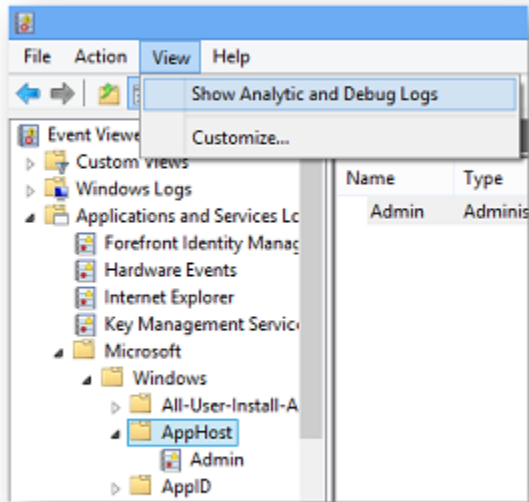 File Action View Help
Show Analytic and Debug Logs
Customize...
Event Viewe
Custom Views
Windows Logs
Applications and Services Lc
Forefront Identity Manag
Hardware Events
Internet Explorer
Key Management Service
Microsoft
Windows
All-User-Install-A
AppHost
Admin
AppID
Name Type
Admin Adminis